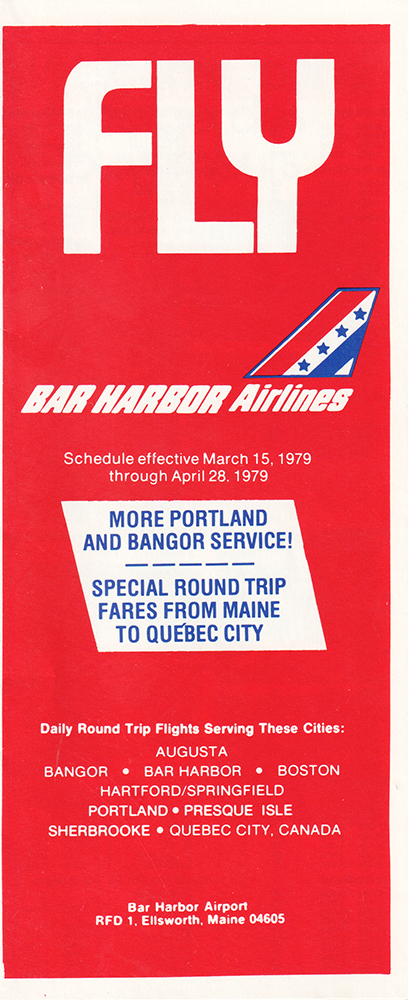 FLY
BAR HARBOR Airlines
Schedule effective March 15, 1979
through April 28, 1979
MORE PORTLAND
AND BANGOR SERVICE!
SPECIAL ROUND TRIP
FARES FROM MAINE
TO QUEBEC CITY
Daily Round Trip Flights Serving These Cities:
AUGUSTA
BANGOR • BAR HARBOR • BOSTON
HARTFORD/SPRINGFIELD
PORTLAND • PRESQUE ISLE
SHERBROOKE • QUEBEC CITY, CANADA
Bar Harbor Airport
RFD 1, Ellsworth, Maine 04605